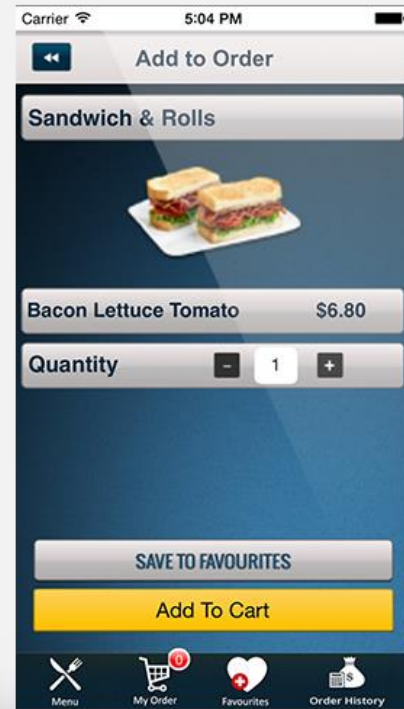 Carrier 5:04 PM
Add to Order
Sandwich & Rolls
Bacon Lettuce Tomato $6.80
Quantity - 1 +
SAVE TO FAVOURITES
Add To Cart
0
$
Menu My Order Favourites Order History